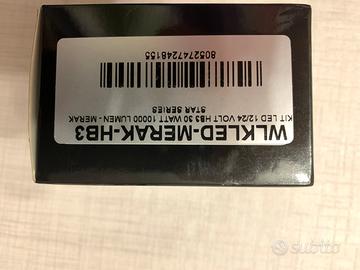 WLKLED-MERAK-HB3
KIT LED 12/24 VOLT HB3 30 WATT 10000 LUMEN - MERAK
STAR SERIES
8052747248155
subito